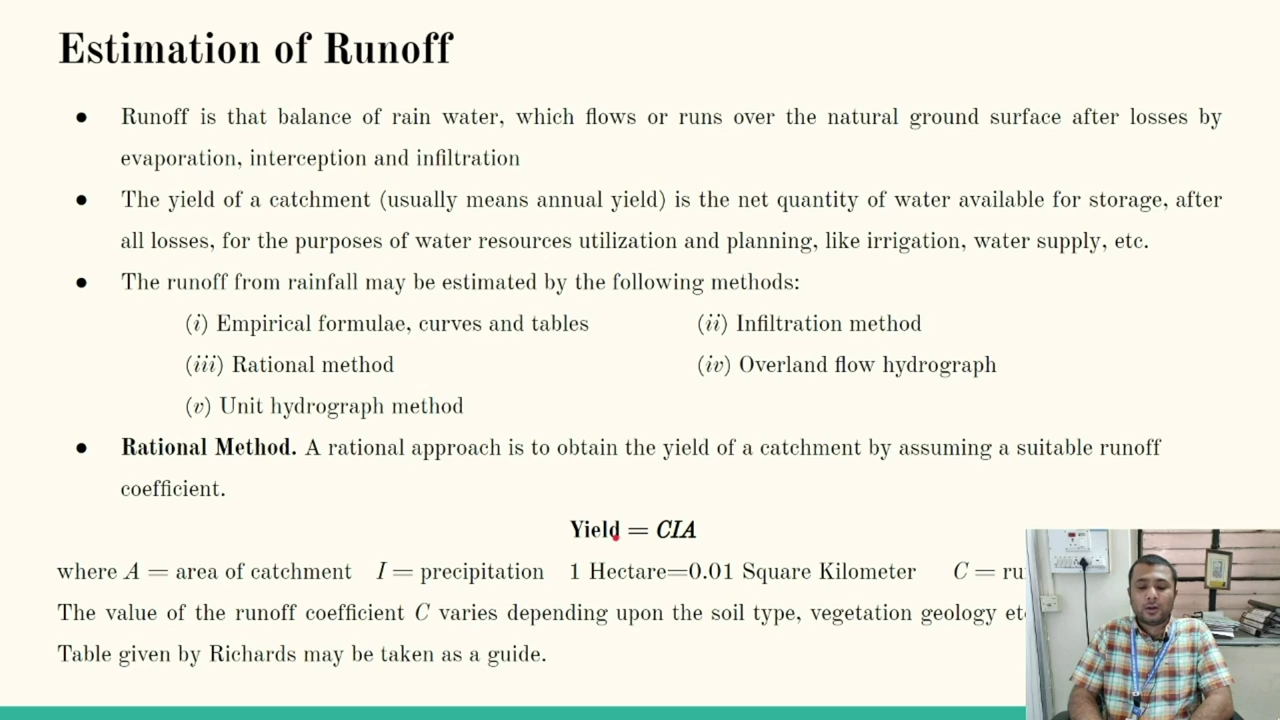 Estimation of Runoff
● Runoff is that balance of rain water, which flows or runs over the natural ground surface after losses by
evaporation, interception and infiltration
● The yield of a catchment (usually means annual yield) is the net quantity of water available for storage, after
all losses, for the purposes of water resources utilization and planning, like irrigation, water supply, etc.
● The runoff from rainfall may be estimated by the following methods:
(i) Empirical formulae, curves and tables (ii) Infiltration method
(iii) Rational method (iv) Overland flow hydrograph
(v) Unit hydrograph method
● Rational Method. A rational approach is to obtain the yield of a catchment by assuming a suitable runoff
coefficient.
Yield = CIA
where A = area of catchment I = precipitation 1 Hectare=0.01 Square Kilometer C =
The value of the runoff coefficient C varies depending upon the soil type, vegetation geology
Table given by Richards may be taken as a guide.